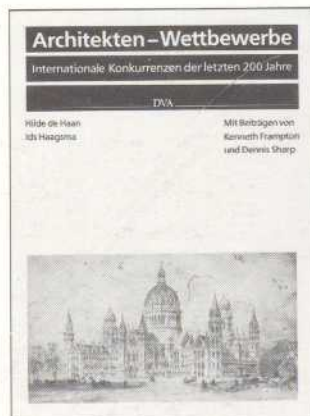 Architekten–Wettbewerbe
Internationale Konkurrenzen der letzten 200 Jahre
DVA
Hilde de Haan
Ids Haagsma
Mit Beiträgen von
Kenneth Frampton
und Dennis Sharp